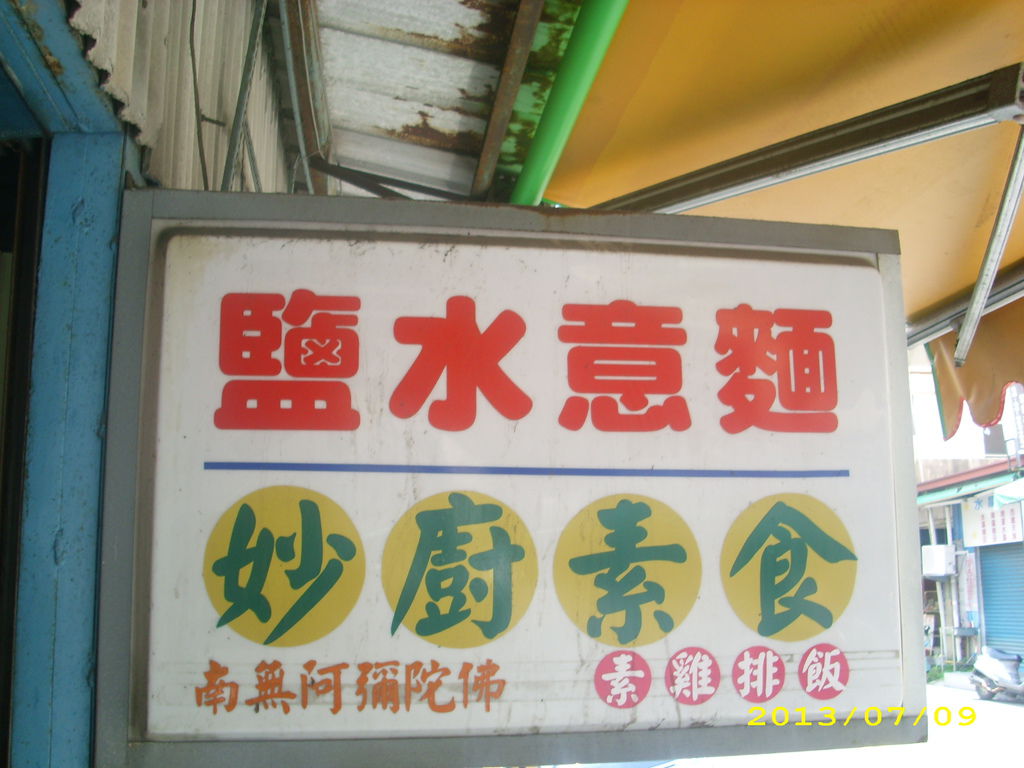 鹽水意麵
妙廚素食
南無阿彌陀佛
素雞排飯
2013/07/09